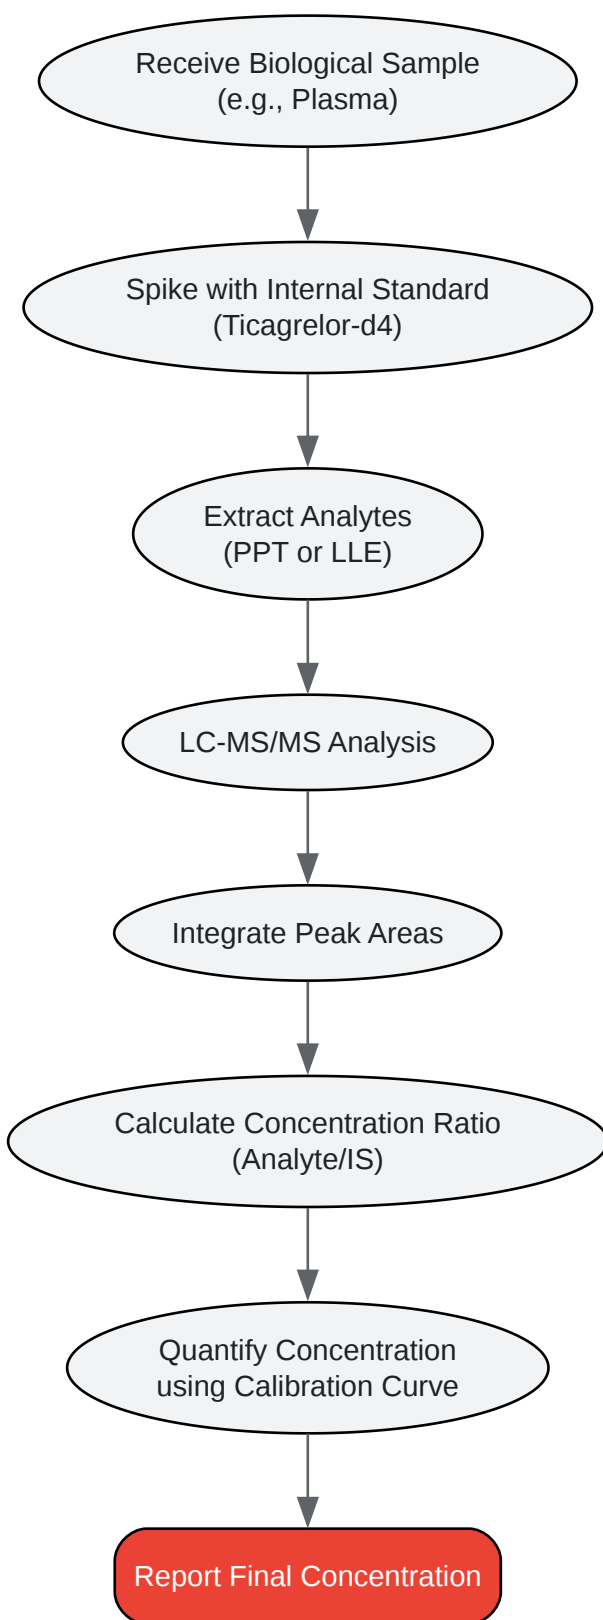 Receive Biological Sample
(e.g., Plasma)
Spike with Internal Standard
(Ticagrelor-d4)
Extract Analytes
(PPT or LLE)
LC-MS/MS Analysis
Integrate Peak Areas
Calculate Concentration Ratio
(Analyte/IS)
Quantify Concentration
using Calibration Curve
Report Final Concentration